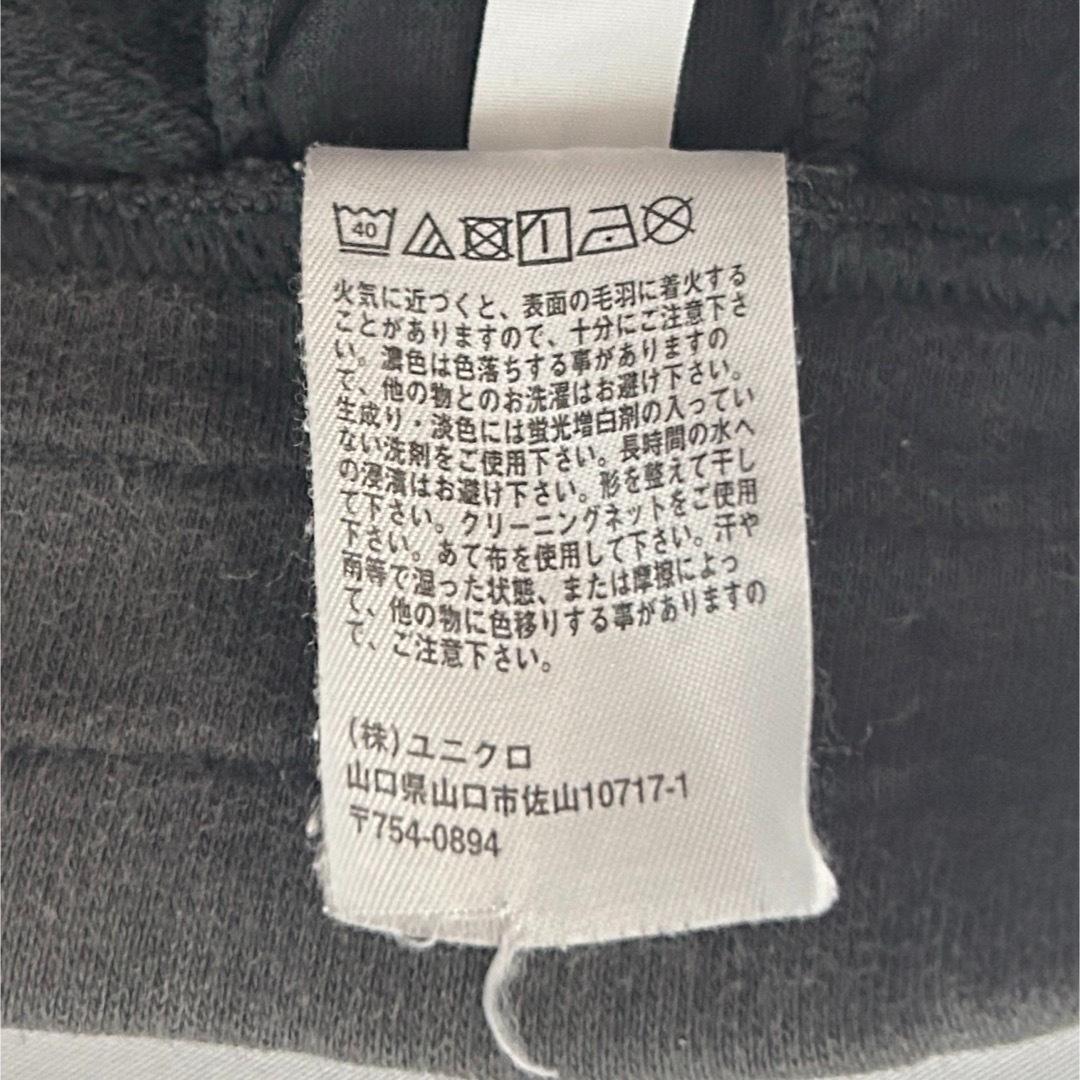 40
火気に近づくと、表面の毛羽に着火する
ことがありますので、十分にご注意下さ
い。濃色は色落ちする事がありますの
で、他の物とのお洗濯はお避け下さい。
生成り・淡色には蛍光増白剤の入ってい
ない洗剤をご使用下さい。長時間の水へ
の浸漬はお避け下さい。形を整えて干し
て下さい。クリーニングネットをご使用
下さい。あて布を使用して下さい。汗や
雨等で湿った状態、または摩擦によっ
て、他の物に色移りする事がありますの
で、ご注意下さい。
(株)ユニクロ
山口県山口市佐山10717-1
〒754-0894